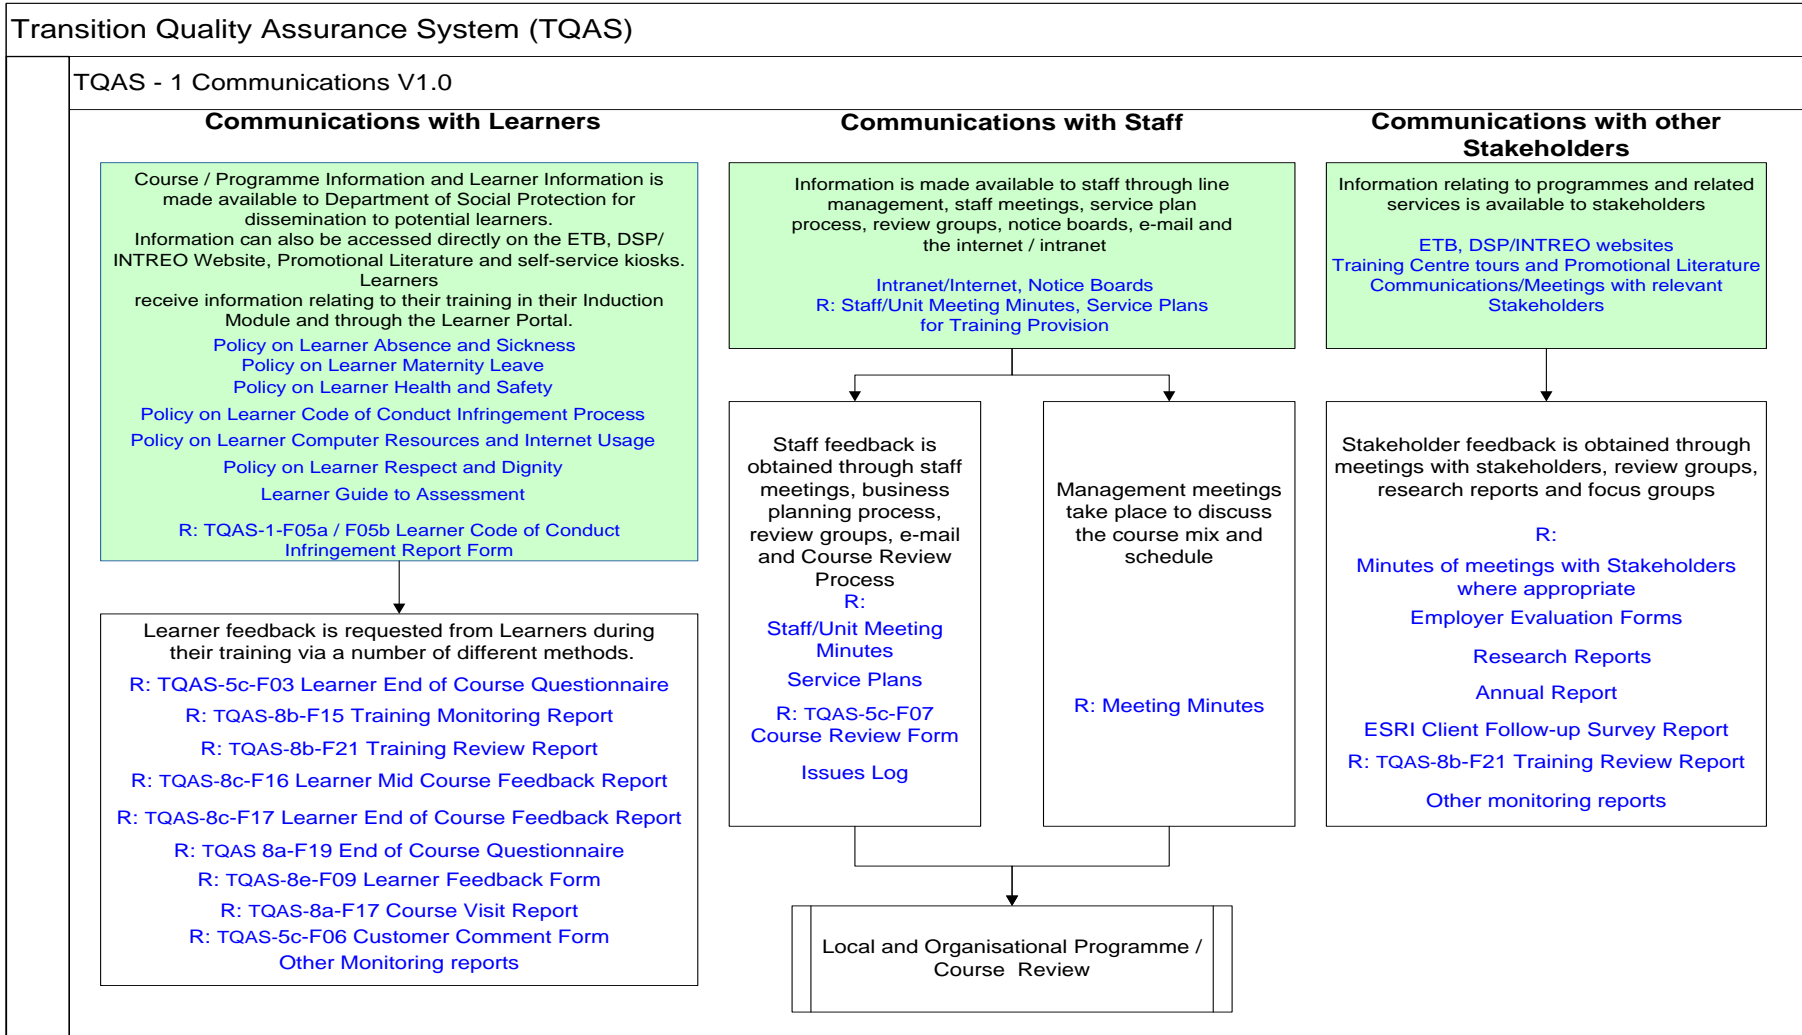 Transition Quality Assurance System (TQAS)
TQAS - 1 Communications V1.0
Communications with Learners
Course / Programme Information and Learner Information is
made available to Department of Social Protection for
dissemination to potential learners.
Information can also be accessed directly on the ETB, DSP/
INTREO Website, Promotional Literature and self-service kiosks.
Learners
receive information relating to their training in their Induction
Module and through the Learner Portal.
Policy on Learner Absence and Sickness
Policy on Learner Maternity Leave
Policy on Learner Health and Safety
Policy on Learner Code of Conduct Infringement Process
Policy on Learner Computer Resources and Internet Usage
Policy on Learner Respect and Dignity
Learner Guide to Assessment
R: TQAS-1-F05a / F05b Learner Code of Conduct
Infringement Report Form
Learner feedback is requested from Learners during
their training via a number of different methods.
R: TQAS-5c-F03 Learner End of Course Questionnaire
R: TQAS-8b-F15 Training Monitoring Report
R: TQAS-8b-F21 Training Review Report
R: TQAS-8c-F16 Learner Mid Course Feedback Report
R: TQAS-8c-F17 Learner End of Course Feedback Report
R: TQAS 8a-F19 End of Course Questionnaire
R: TQAS-8e-F09 Learner Feedback Form
R: TQAS-8a-F17 Course Visit Report
R: TQAS-5c-F06 Customer Comment Form
Other Monitoring reports
Communications with Staff
Information is made available to staff through line
management, staff meetings, service plan
process, review groups, notice boards, e-mail and
the internet / intranet
Intranet/Internet, Notice Boards
R: Staff/Unit Meeting Minutes, Service Plans
for Training Provision
Staff feedback is
obtained through staff
meetings, business
planning process,
review groups, e-mail
and Course Review
Process
R:
Staff/Unit Meeting
Minutes
Service Plans
R: TQAS-5c-F07
Course Review Form
Issues Log
Management meetings
take place to discuss
the course mix and
schedule
R: Meeting Minutes
Local and Organisational Programme /
Course Review
Communications with other
Stakeholders
Information relating to programmes and related
services is available to stakeholders
ETB, DSP/INTREO websites
Training Centre tours and Promotional Literature
Communications/Meetings with relevant
Stakeholders
Stakeholder feedback is obtained through
meetings with stakeholders, review groups,
research reports and focus groups
R:
Minutes of meetings with Stakeholders
where appropriate
Employer Evaluation Forms
Research Reports
Annual Report
ESRI Client Follow-up Survey Report
R: TQAS-8b-F21 Training Review Report
Other monitoring reports